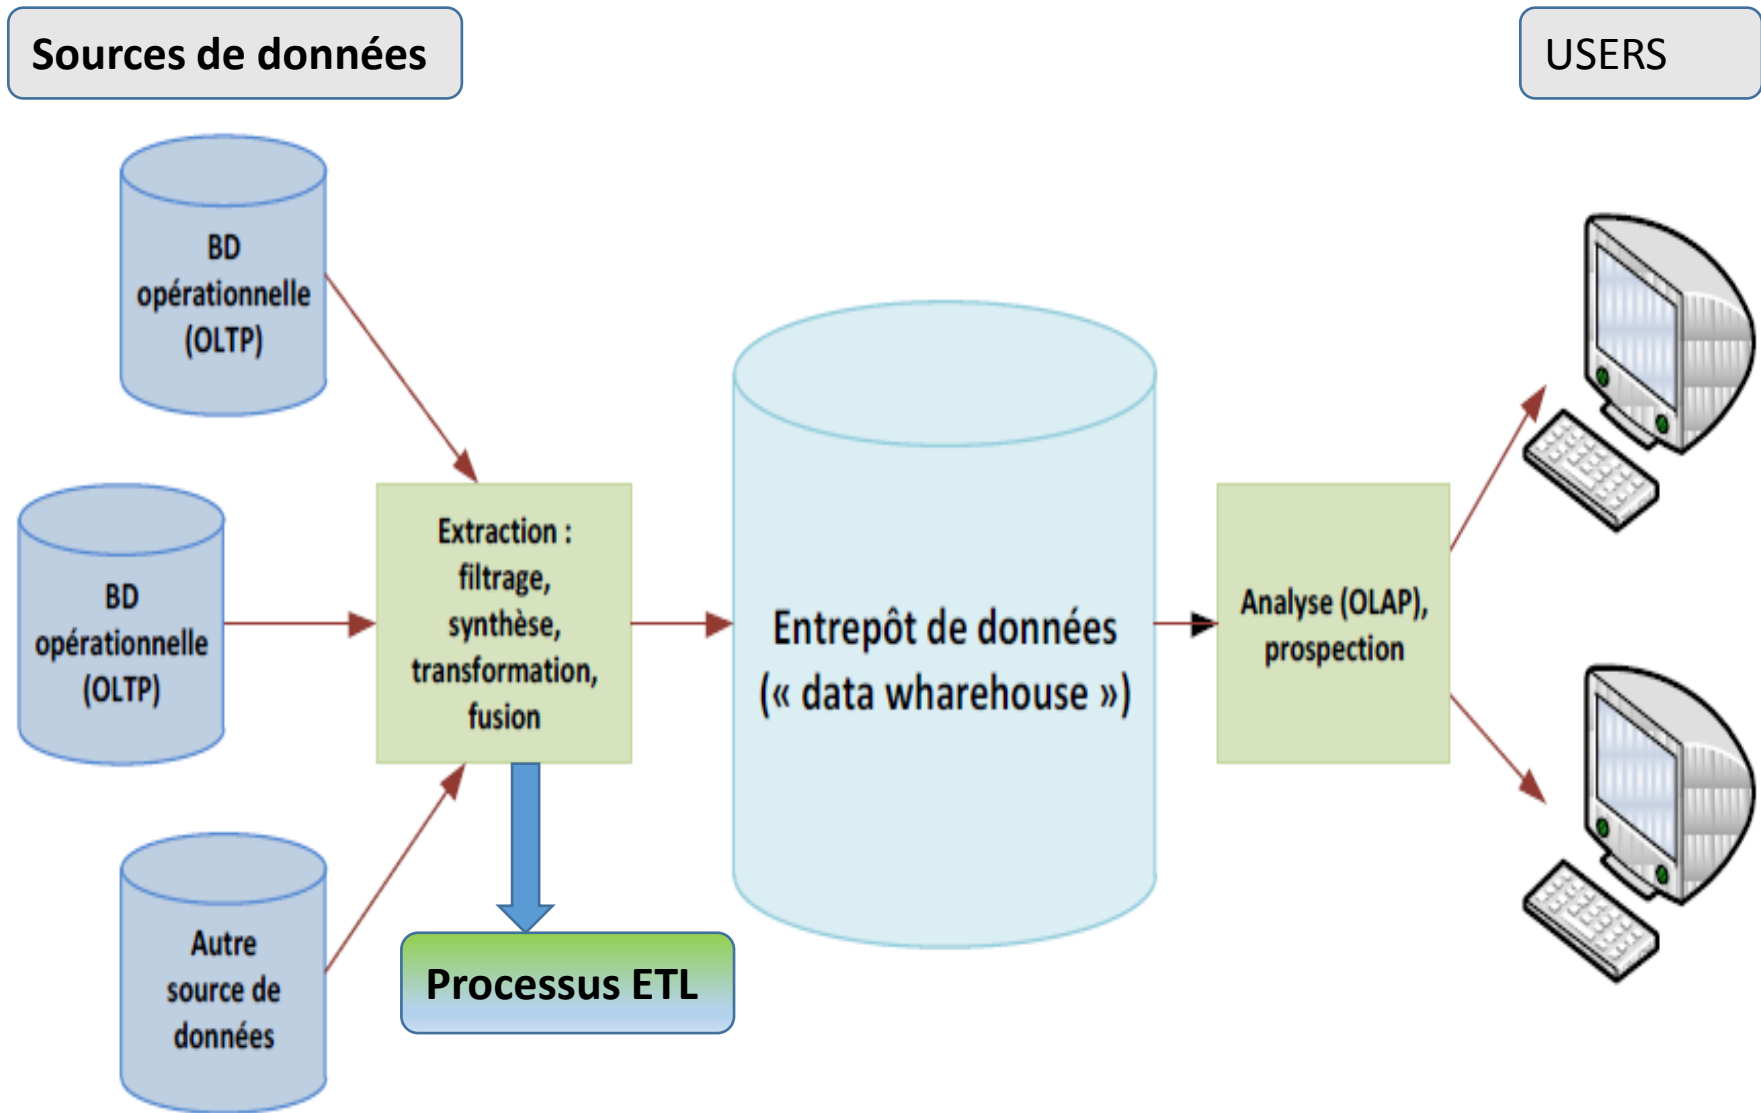 Sources de données
USERS
BD
opérationnelle
(OLTP)
BD
opérationnelle
(OLTP)
Autre
source de
données
Extraction :
filtrage,
synthèse,
transformation,
fusion
Processus ETL
Entrepôt de données
(« data wharehouse »)
Analyse (OLAP),
prospection